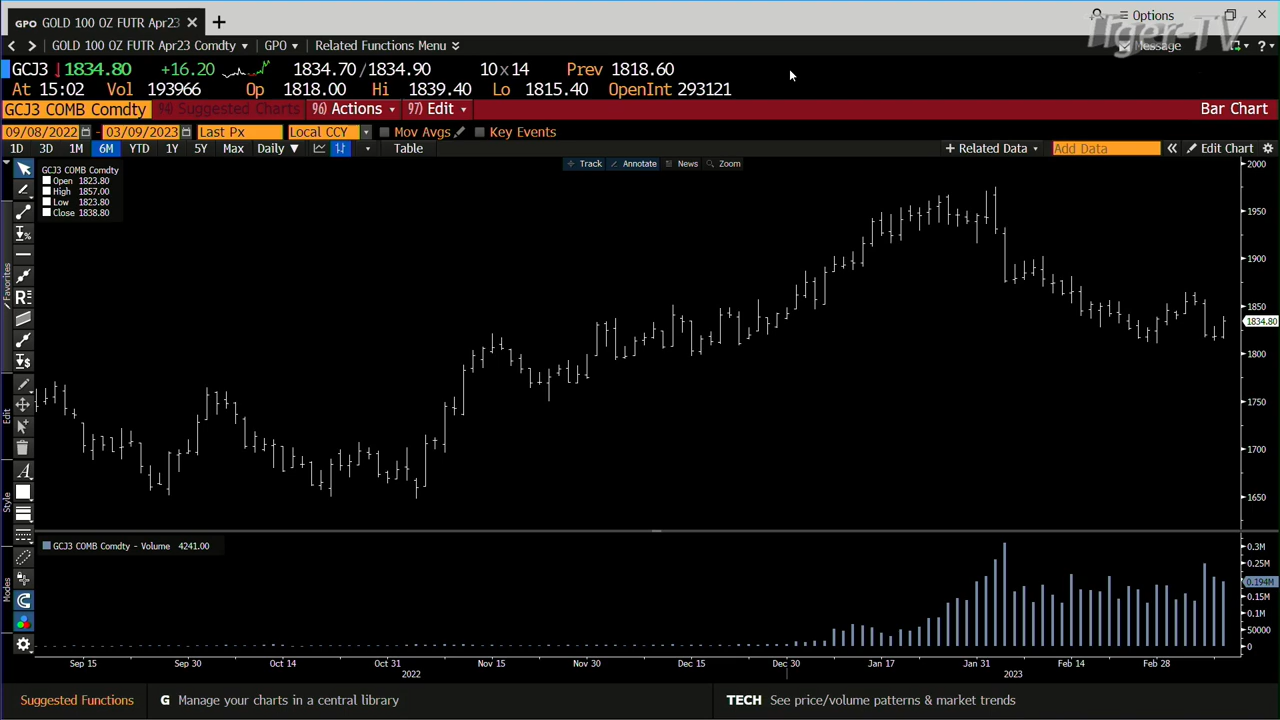 GPO GOLD 100 OZ FUTR Apr23
Options
Tiger-TV
GOLD 100 OZ FUTR Apr23 Comdty GPO Related Functions Menu
Message
GCJ3 1834.80 +16.20 1834.70/1834.90 10x14 Prev 1818.60
At 15:02 Vol 193966 Op 1818.00 Hi 1839.40 Lo 1815.40 OpenInt 293121
GCJ3 COMB Comdty 94) Suggested Charts 96) Actions 97) Edit Bar Chart
09/08/2022 - 03/09/2023 Last Px Local CCY Mov Avgs Key Events
1D 3D 1M 6M YTD 1Y 5Y Max Daily Table + Related Data Add Data Edit Chart
Track Annotate News Zoom
GCJ3 COMB Comdty
Open 1823.80
High 1857.00
Low 1823.80
Close 1838.80
2000
1950
1900
1850
1834.80
1800
1750
1700
1650
Favorites
Edit
Style
Modes
GCJ3 COMB Comdty - Volume 4241.00
0.3M
0.25M
0.194M
0.15M
0.1M
50000
0
Sep 15 Sep 30 Oct 14 Oct 31 Nov 15 Nov 30 Dec 15 Dec 30 Jan 17 Jan 31 Feb 14 Feb 28
2022 2023
Suggested Functions G Manage your charts in a central library TECH See price/volume patterns & market trends